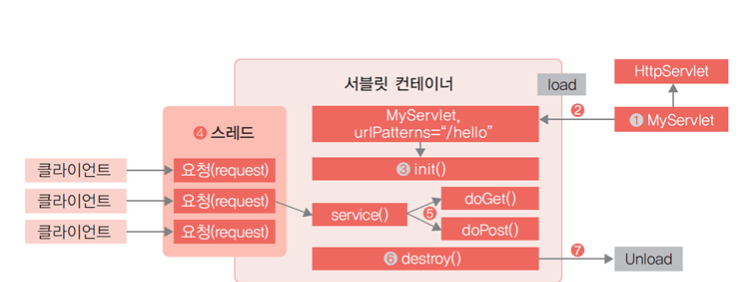 서블릿 컨테이너
load
HttpServlet
❷
❶ MyServlet
MyServlet,
urlPatterns=“/hello”
❹ 스레드
❸ init()
클라이언트
요청(request)
클라이언트
요청(request)
service()
❺
doGet()
doPost()
클라이언트
요청(request)
❻ destroy()
❼
Unload